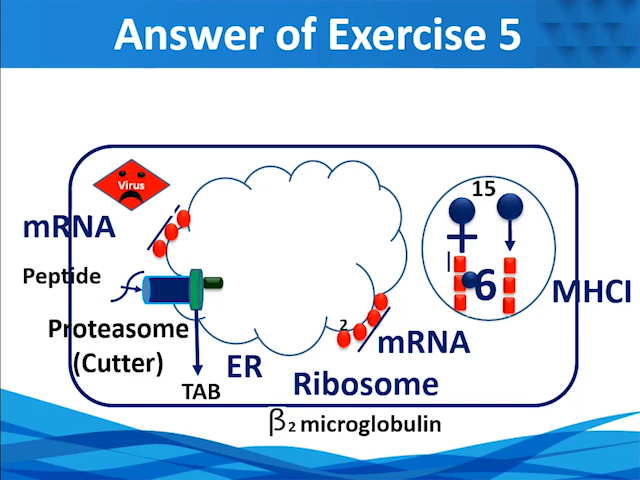 Answer of Exercise 5
Virus
15
mRNA
6
Peptide
MHCI
Proteasome
(Cutter)
2
mRNA
ER
TAB
Ribosome
β2 microglobulin